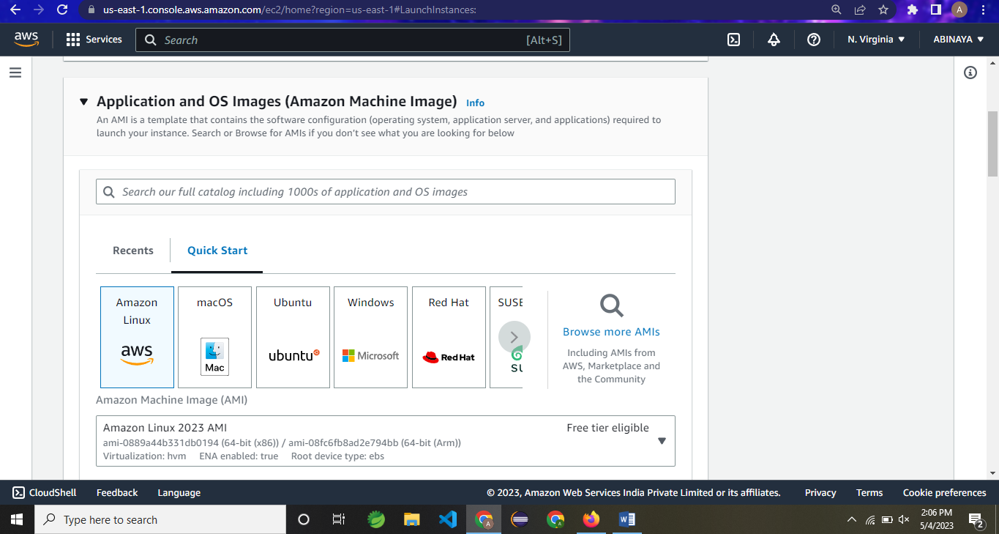 us-east-1.console.aws.amazon.com/ec2/home?region=us-east-1#LaunchInstances:
A
aws
Services
Search
[Alt+S]
N. Virginia
ABINAYA
Application and OS Images (Amazon Machine Image) Info
An AMI is a template that contains the software configuration (operating system, application server, and applications) required to
launch your instance. Search or Browse for AMIs if you don’t see what you are looking for below
Search our full catalog including 1000s of application and OS images
Recents
Quick Start
Amazon
Linux
aws
macOS
Mac
Ubuntu
ubuntu
Windows
Microsoft
Red Hat
Red Hat
SUSE
SU
Browse more AMIs
Including AMIs from
AWS, Marketplace and
the Community
Amazon Machine Image (AMI)
Amazon Linux 2023 AMI
Free tier eligible
ami-0889a44b331db0194 (64-bit (x86)) / ami-08fc6fb8ad2e794bb (64-bit (Arm))
Virtualization: hvm ENA enabled: true Root device type: ebs
CloudShell
Feedback
Language
© 2023, Amazon Web Services India Private Limited or its affiliates.
Privacy
Terms
Cookie preferences
Type here to search
2:06 PM
5/4/2023
2